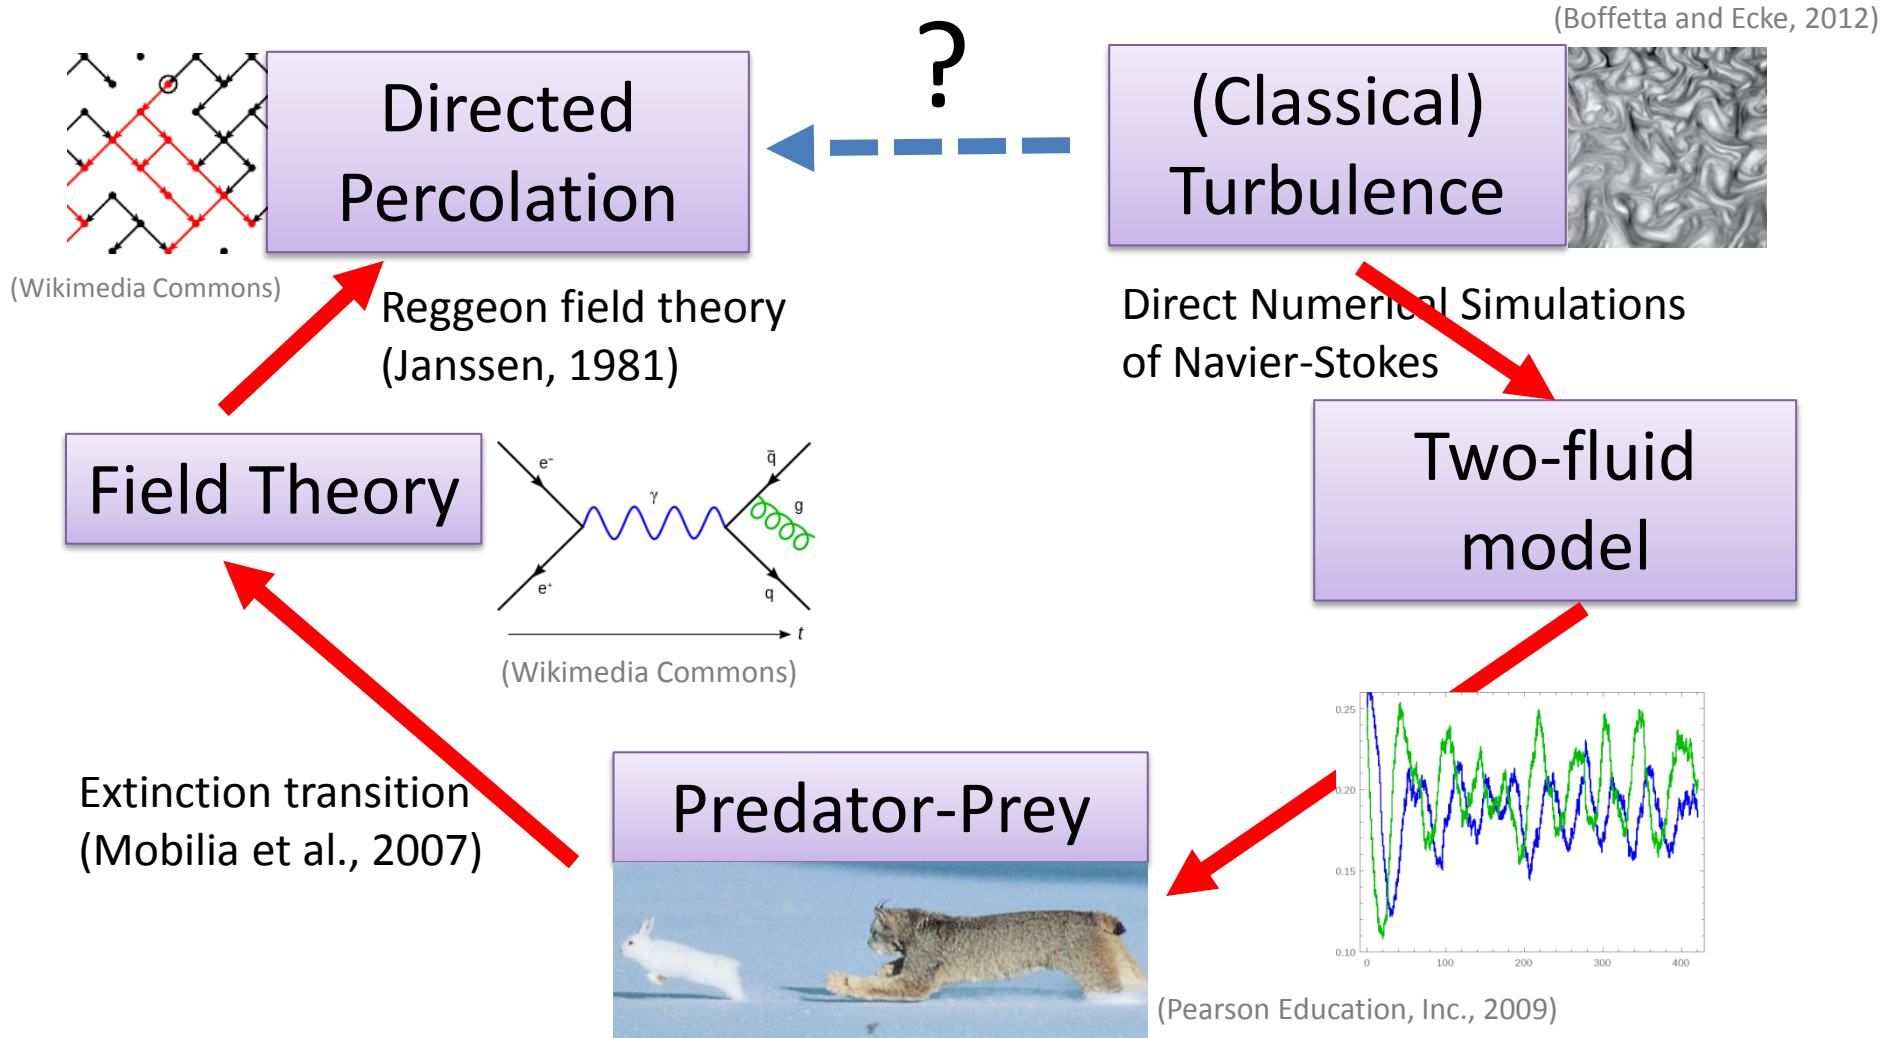 (Boffetta and Ecke, 2012)
?
Directed
Percolation
(Classical)
Turbulence
(Wikimedia Commons)
Reggeon field theory
(Janssen, 1981)
Direct Numerical Simulations
of Navier-Stokes
Field Theory
e⁻
γ
q̄
g
e⁺
q
t
(Wikimedia Commons)
Two-fluid
model
Extinction transition
(Mobilia et al., 2007)
Predator-Prey
0.25
0.20
0.15
0.10
0 100 200 300 400
(Pearson Education, Inc., 2009)